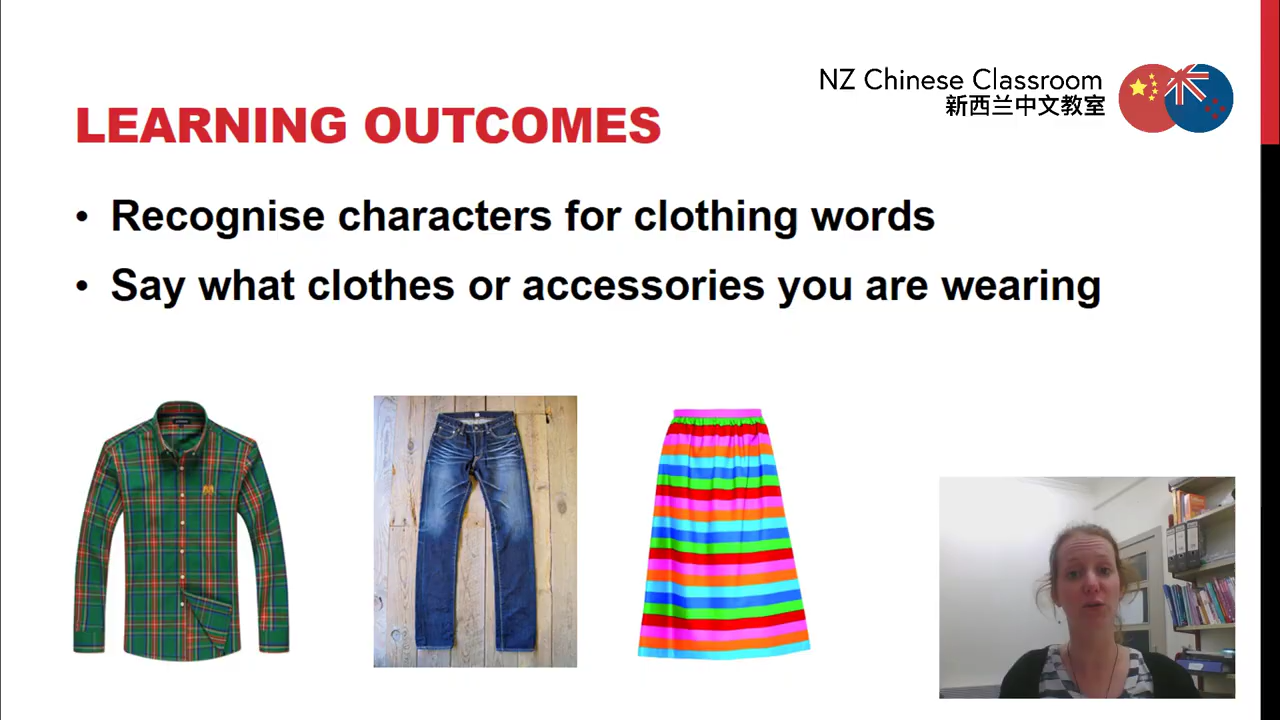 NZ Chinese Classroom
新西兰中文教室
LEARNING OUTCOMES
• Recognise characters for clothing words
• Say what clothes or accessories you are wearing